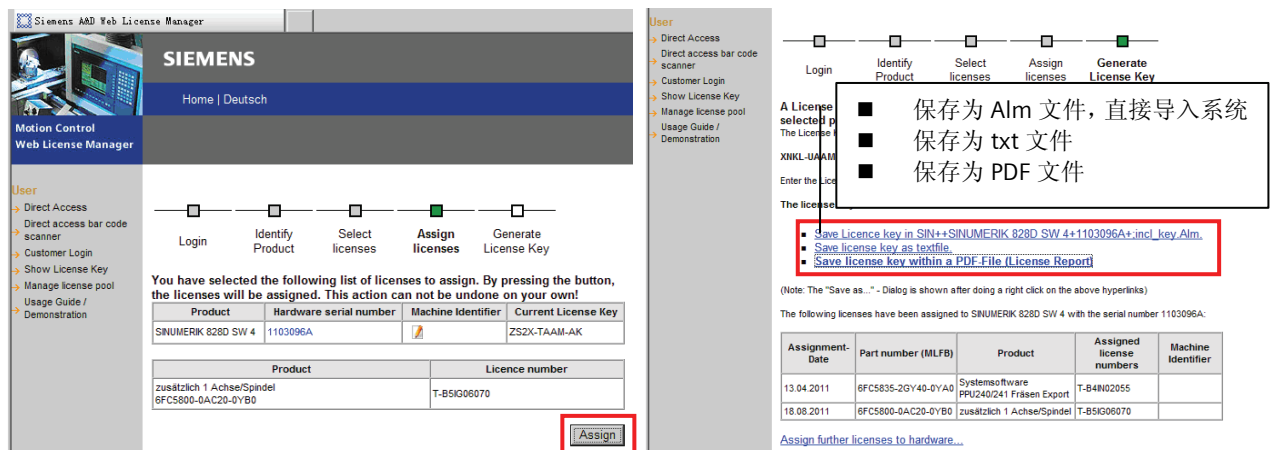 Siemens A&D Web License Manager
SIEMENS
Home | Deutsch
Motion Control
Web License Manager
User
Direct Access
Direct access bar code
scanner
Customer Login
Show License Key
Manage license pool
Usage Guide /
Demonstration
Login
Identify
Product
Select
licenses
Assign
licenses
Generate
License Key
You have selected the following list of licenses to assign. By pressing the button,
the licenses will be assigned. This action can not be undone on your own!
Product Hardware serial number Machine Identifier Current License Key
SINUMERIK 828D SW 4 1103096A ZS2X-TAAM-AK
Product Licence number
zusätzlich 1 Achse/Spindel
6FC5800-0AC20-0YB0
T-B5IG06070
Assign
User
Direct Access
Direct access bar code
scanner
Customer Login
Show License Key
Manage license pool
Usage Guide /
Demonstration
Login
Identify
Product
Select
licenses
Assign
licenses
Generate
License Key
A License
selected p
The License
XNKL-UAAM
Enter the Lice
The license
■ 保存为 Alm 文件，直接导入系统
■ 保存为 txt 文件
■ 保存为 PDF 文件
Save Licence key in SIN++SINUMERIK 828D SW 4+1103096A+;incl_key.Alm.
Save license key as textfile.
Save license key within a PDF-File (License Report)
(Note: The "Save as..." - Dialog is shown after doing a right click on the above hyperlinks)
The following licenses have been assigned to SINUMERIK 828D SW 4 with the serial number 1103096A:
Assignment-
Date
Part number (MLFB)
Product
Assigned
license
numbers
Machine
Identifier
13.04.2011 6FC5835-2GY40-0YA0 Systemsoftware
PPU240/241 Fräsen Export
T-B4IN02055
18.08.2011 6FC5800-0AC20-0YB0 zusätzlich 1 Achse/Spindel T-B5IG06070
Assign further licenses to hardware...